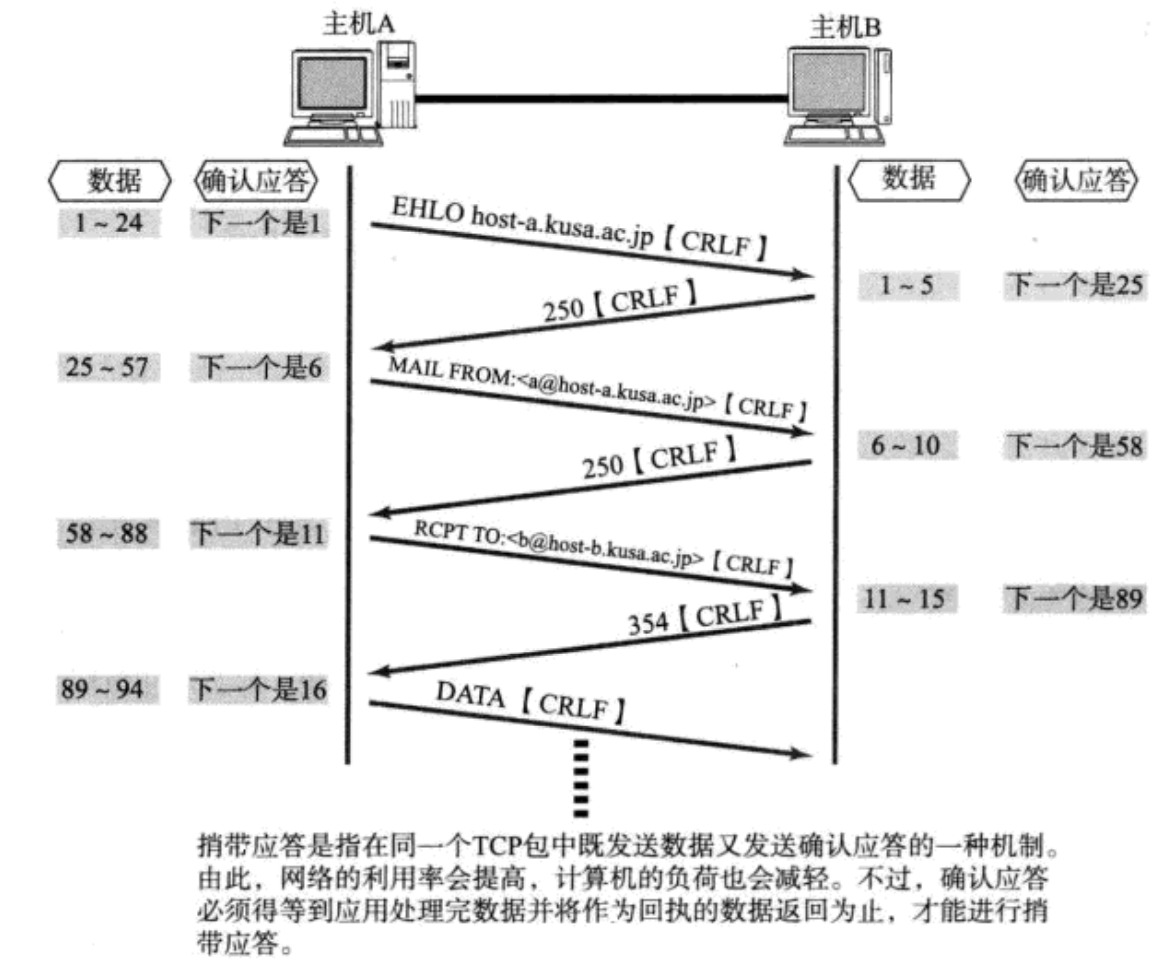 主机A
主机B
数据 确认应答
数据 确认应答
1~24 下一个是1
EHLO host-a.kusa.ac.jp【CRLF】
1~5 下一个是25
250【CRLF】
25~57 下一个是6
MAIL FROM:<a@host-a.kusa.ac.jp>【CRLF】
6~10 下一个是58
250【CRLF】
58~88 下一个是11
RCPT TO:<b@host-b.kusa.ac.jp>【CRLF】
11~15 下一个是89
354【CRLF】
89~94 下一个是16
DATA【CRLF】
捎带应答是指在同一个TCP包中既发送数据又发送确认应答的一种机制。
由此，网络的利用率会提高，计算机的负荷也会减轻。不过，确认应答
必须得等到应用处理完数据并将作为回执的数据返回为止，才能进行捎
带应答。